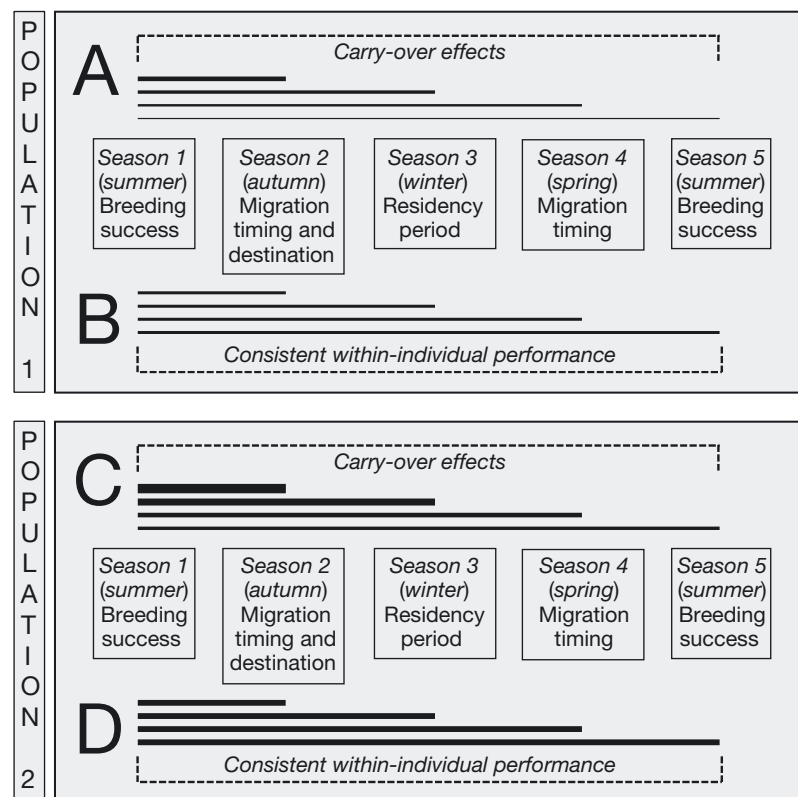 POPULATION 1
A
Carry-over effects
Season 1
(summer)
Breeding
success
Season 2
(autumn)
Migration
timing and
destination
Season 3
(winter)
Residency
period
Season 4
(spring)
Migration
timing
Season 5
(summer)
Breeding
success
B
Consistent within-individual performance
POPULATION 2
C
Carry-over effects
Season 1
(summer)
Breeding
success
Season 2
(autumn)
Migration
timing and
destination
Season 3
(winter)
Residency
period
Season 4
(spring)
Migration
timing
Season 5
(summer)
Breeding
success
D
Consistent within-individual performance